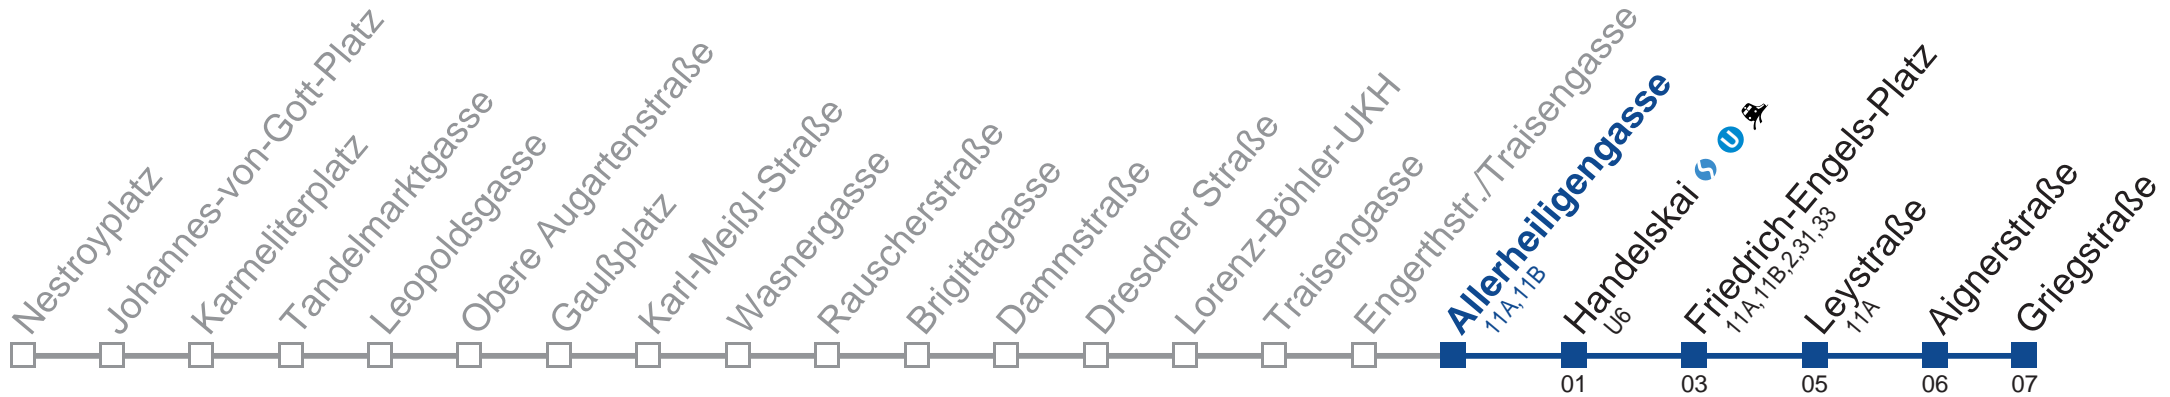 Nestroyplatz
Johannes-von-Gott-Platz
Karmeliterplatz
Tandelmarktgasse
Leopoldsgasse
Obere Augartenstraße
Gaußplatz
Karl-Meißl-Straße
Wasnergasse
Rauscherstraße
Brigittagasse
Dammstraße
Dresdner Straße
Lorenz-Böhler-UKH
Traisengasse
Engerthstr./Traisengasse
Allerheiligengasse
11A,11B
Handelskai S U
U6
Friedrich-Engels-Platz
11A,11B,2,31,33
Leystraße
11A
Aignerstraße
Griegstraße
01
03
05
06
07